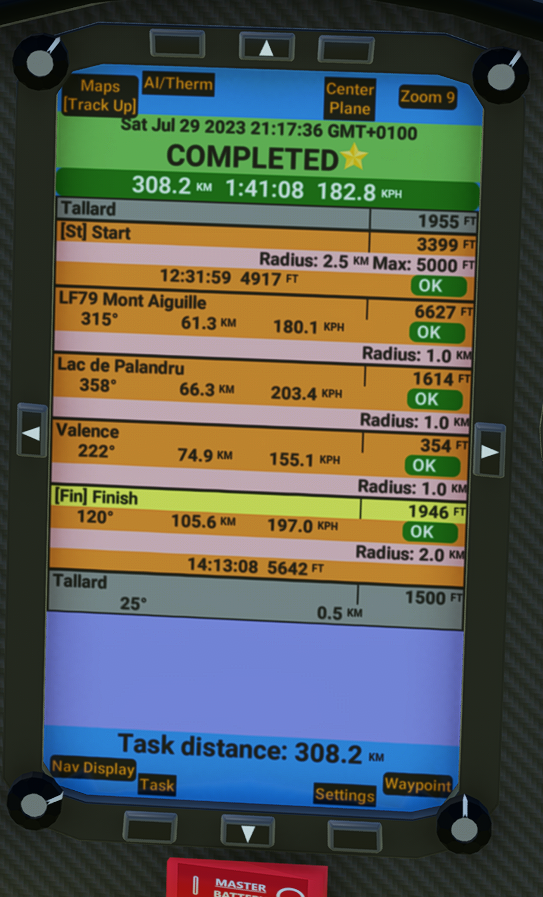 Maps
[Track Up]
AI/Therm
Center
Plane
Zoom 9
Sat Jul 29 2023 21:17:36 GMT+0100
COMPLETED
308.2 KM 1:41:08 182.8 KPH
Tallard 1955 FT
[St] Start 3399 FT
Radius: 2.5 KM Max: 5000 FT
12:31:59 4917 FT OK
LF79 Mont Aiguille 6627 FT
315° 61.3 KM 180.1 KPH OK
Radius: 1.0 KM
Lac de Palandru 1614 FT
358° 66.3 KM 203.4 KPH OK
Radius: 1.0 KM
Valence 354 FT
222° 74.9 KM 155.1 KPH OK
Radius: 1.0 KM
[Fin] Finish 1946 FT
120° 105.6 KM 197.0 KPH OK
Radius: 2.0 KM
14:13:08 5642 FT
Tallard 1500 FT
25° 0.5 KM
Task distance: 308.2 KM
Nav Display
Task
Settings
Waypoint
MASTER